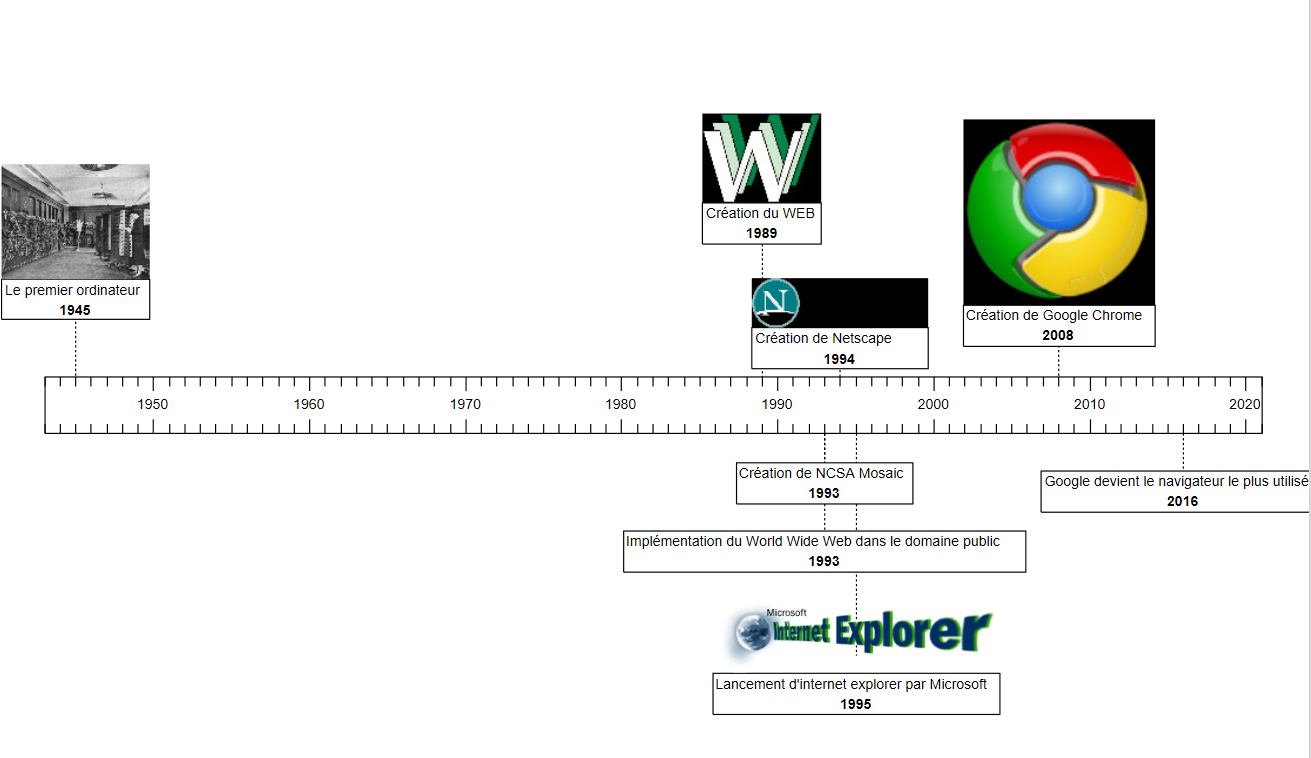 Création du WEB
1989
Le premier ordinateur
1945
N
Création de Netscape
1994
Création de Google Chrome
2008
1950 1960 1970 1980 1990 2000 2010 2020
Création de NCSA Mosaic
1993
Google devient le navigateur le plus utilisé
2016
Implémentation du World Wide Web dans le domaine public
1993
Microsoft
Internet Explorer
Lancement d'internet explorer par Microsoft
1995